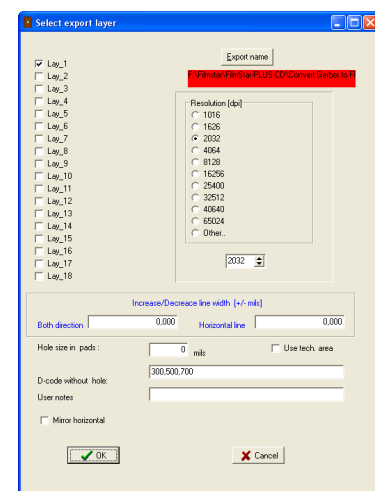 Select export layer
Export name
F:\Filmstar\FilmStar-PLUS-CD\Convert Gerber to
Lay_1
Lay_2
Lay_3
Lay_4
Lay_5
Lay_6
Lay_7
Lay_8
Lay_9
Lay_10
Lay_11
Lay_12
Lay_13
Lay_14
Lay_15
Lay_16
Lay_17
Lay_18
Resolution [dpi]
1016
1626
2032
4064
8128
16256
25400
32512
40640
65024
Other..
2032
Increase/Decreace line width [+/- mils]
Both direction 0,000 Horizontal line 0,000
Hole size in pads : 0 mils Use tech. area
D-code without hole: 300,500,700
User notes
Mirror horizontal
OK Cancel